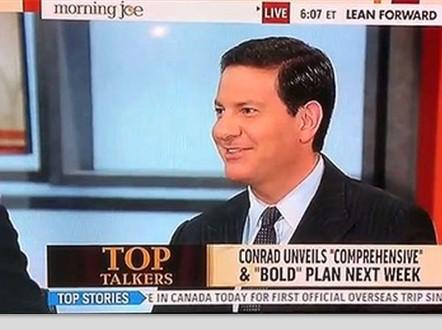 morning joe
LIVE 6:07 ET LEAN FORWARD
TOP
TALKERS
CONRAD UNVEILS "COMPREHENSIVE"
& "BOLD" PLAN NEXT WEEK
TOP STORIES E IN CANADA TODAY FOR FIRST OFFICIAL OVERSEAS TRIP SIN